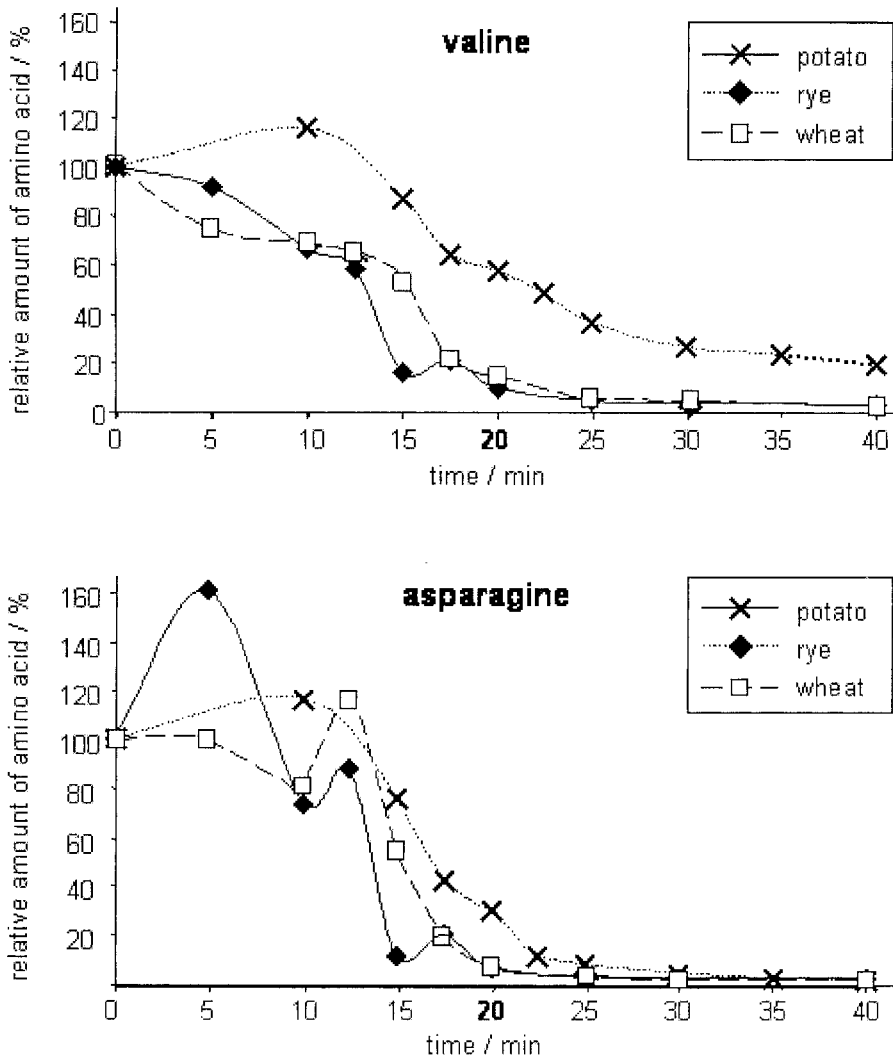 valine
relative amount of amino acid / %
160
140
120
100
80
60
40
20
0
potato
rye
wheat
0 5 10 15 20 25 30 35 40
time / min
asparagine
relative amount of amino acid / %
160
120
100
80
60
40
20
potato
rye
wheat
0 5 10 15 20 25 30 35 40
time / min